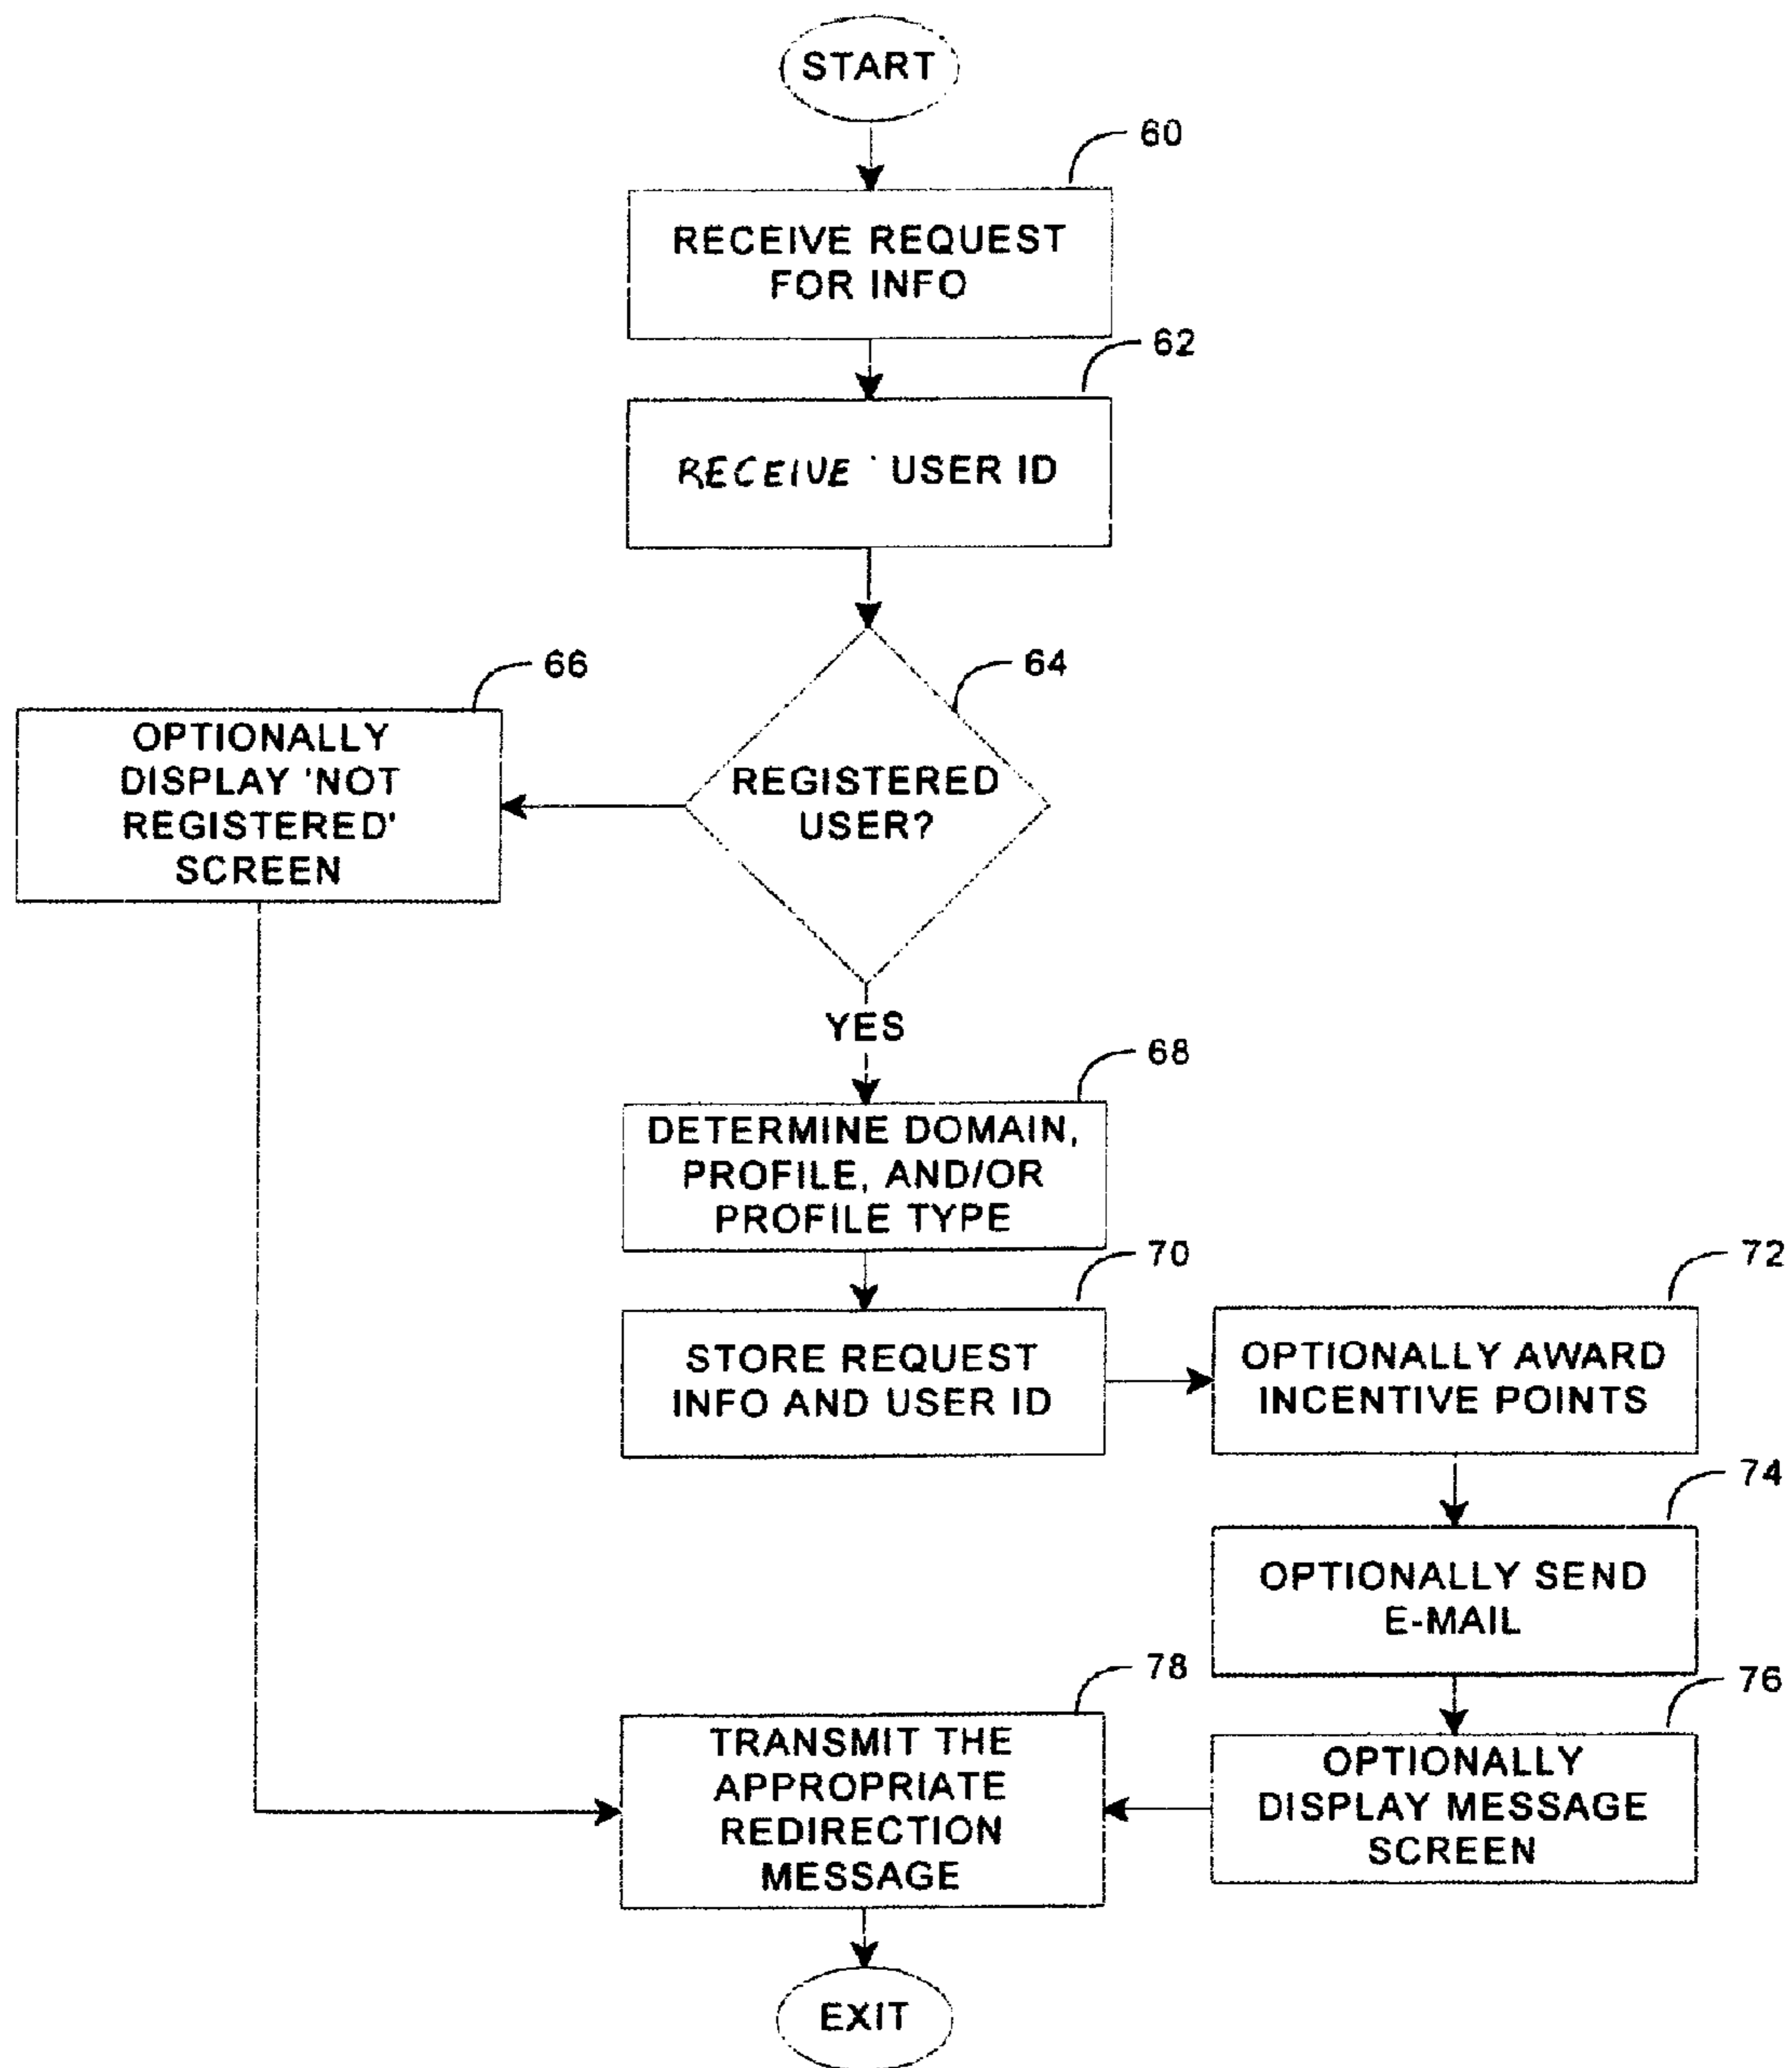 START
60
RECEIVE REQUEST
FOR INFO
62
RECEIVE USER ID
64
REGISTERED
USER?
66
OPTIONALLY
DISPLAY 'NOT
REGISTERED'
SCREEN
YES
68
DETERMINE DOMAIN,
PROFILE, AND/OR
PROFILE TYPE
70
STORE REQUEST
INFO AND USER ID
72
OPTIONALLY AWARD
INCENTIVE POINTS
74
OPTIONALLY SEND
E-MAIL
76
OPTIONALLY
DISPLAY MESSAGE
SCREEN
78
TRANSMIT THE
APPROPRIATE
REDIRECTION
MESSAGE
EXIT